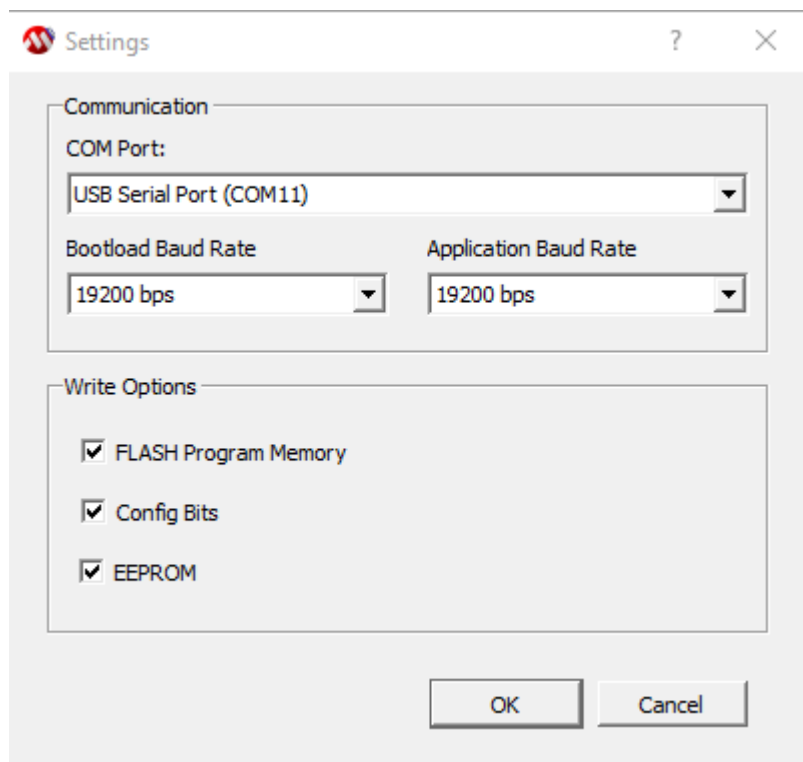 Settings
Communication
COM Port:
USB Serial Port (COM11)
Bootload Baud Rate
Application Baud Rate
19200 bps
19200 bps
Write Options
FLASH Program Memory
Config Bits
EEPROM
OK
Cancel